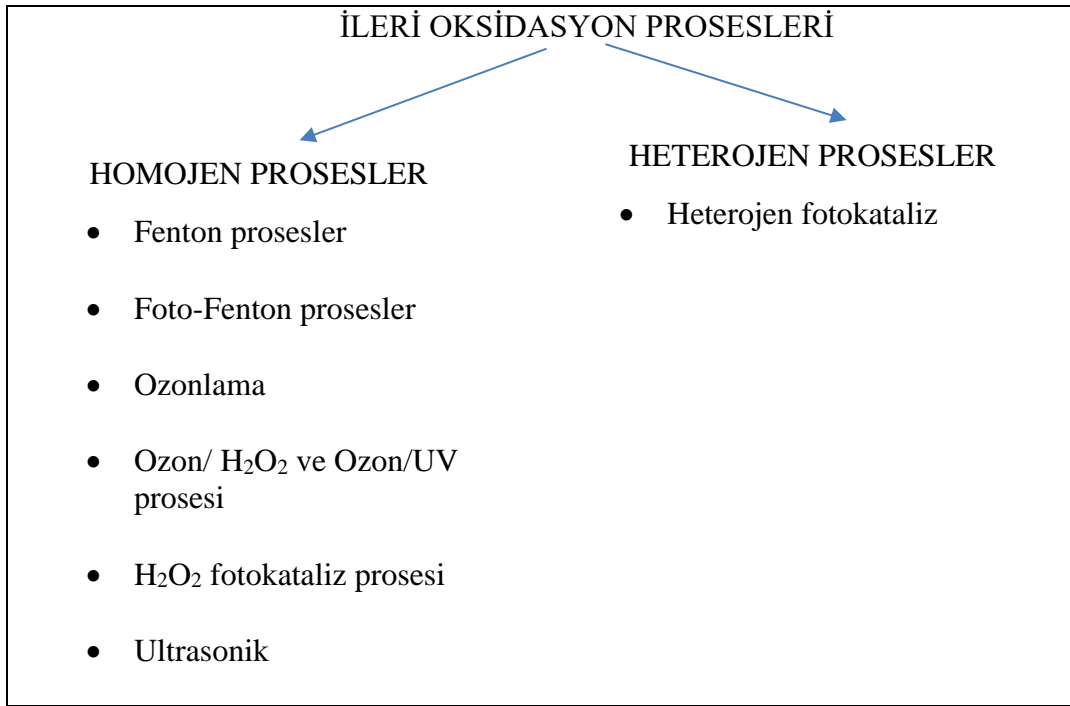 İLERİ OKSİDASYON PROSESLERİ
HOMOJEN PROSESLER
• Fenton prosesler
• Foto-Fenton prosesler
• Ozonlama
• Ozon/ H₂O₂ ve Ozon/UV
prosesi
• H₂O₂ fotokataliz prosesi
• Ultrasonik
HETEROJEN PROSESLER
• Heterojen fotokataliz